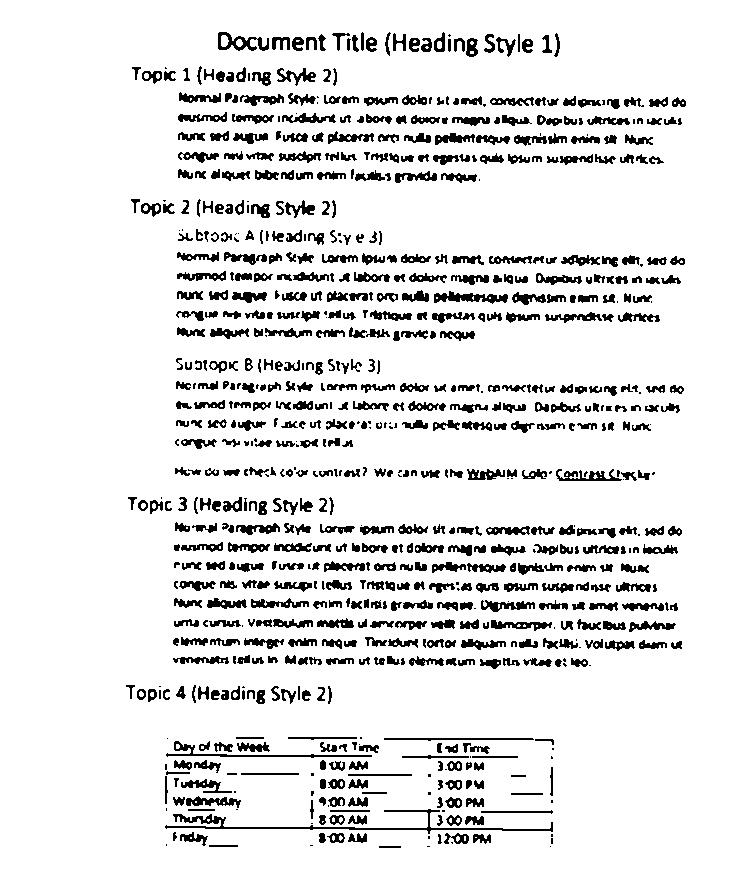 Document Title (Heading Style 1)
Topic 1 (Heading Style 2)
Normal Paragraph Style: Lorem ipsum dolor sit amet, consectetur adipiscing elit, sed do
eiusmod tempor incididunt ut labore et dolore magna aliqua. Dapibus ultrices in iaculis
nunc sed augue. Fusce ut placerat orci nulla pellentesque dignissim enim sit. Nunc
congue nisi vitae suscipit tellus. Tristique et egestas quis ipsum suspendisse ultrices.
Nunc aliquet bibendum enim facilisis gravida neque.
Topic 2 (Heading Style 2)
Subtopic A (Heading Style 3)
Normal Paragraph Style: Lorem ipsum dolor sit amet, consectetur adipiscing elit, sed do
eiusmod tempor incididunt ut labore et dolore magna aliqua. Dapibus ultrices in iaculis
nunc sed augue. Fusce ut placerat orci nulla pellentesque dignissim enim sit. Nunc
congue nisi vitae suscipit tellus. Tristique et egestas quis ipsum suspendisse ultrices.
Nunc aliquet bibendum enim facilisis gravida neque.
Subtopic B (Heading Style 3)
Normal Paragraph Style: Lorem ipsum dolor sit amet, consectetur adipiscing elit, sed do
eiusmod tempor incididunt ut labore et dolore magna aliqua. Dapibus ultrices in iaculis
nunc sed augue. Fusce ut placerat orci nulla pellentesque dignissim enim sit. Nunc
congue nisi vitae suscipit tellus.
How do we check color contrast? We can use the WebAIM Color Contrast Checker
Topic 3 (Heading Style 2)
Normal Paragraph Style: Lorem ipsum dolor sit amet, consectetur adipiscing elit, sed do
eiusmod tempor incididunt ut labore et dolore magna aliqua. Dapibus ultrices in iaculis
nunc sed augue. Fusce ut placerat orci nulla pellentesque dignissim enim sit. Nunc
congue nisi vitae suscipit tellus. Tristique et egestas quis ipsum suspendisse ultrices.
Nunc aliquet bibendum enim facilisis gravida neque. Dignissim enim sit amet venenatis
urna cursus. Vestibulum mattis ullamcorper velit sed ullamcorper. Ut faucibus pulvinar
elementum integer enim neque. Tincidunt tortor aliquam nulla facilisi. Volutpat diam ut
venenatis tellus in. Mattis enim ut tellus elementum sagittis vitae et leo.
Topic 4 (Heading Style 2)
Day of the Week Start Time End Time
Monday 8:00 AM 3:00 PM
Tuesday 8:00 AM 3:00 PM
Wednesday 9:00 AM 3:00 PM
Thursday 8:00 AM 3:00 PM
Friday 8:00 AM 12:00 PM